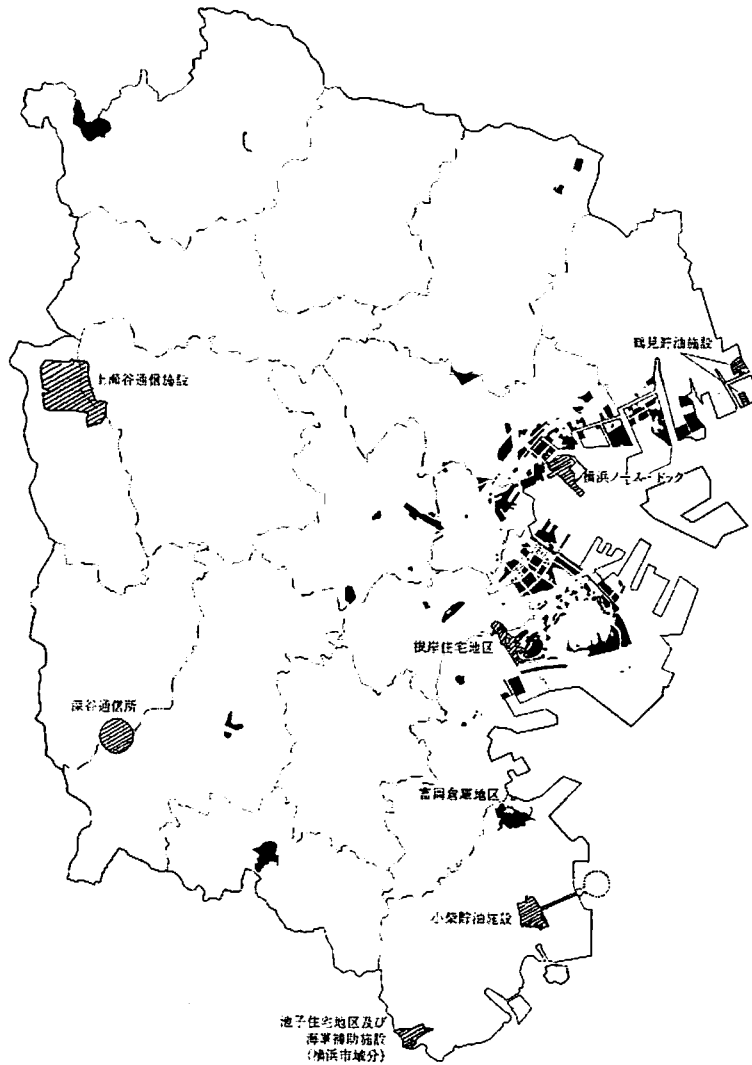 鶴見貯油施設
上瀬谷通信施設
横浜ノース・ドック
根岸住宅地区
深谷通信所
富岡倉庫地区
小柴貯油施設
池子住宅地区及び
海軍補助施設
(横浜市域分)